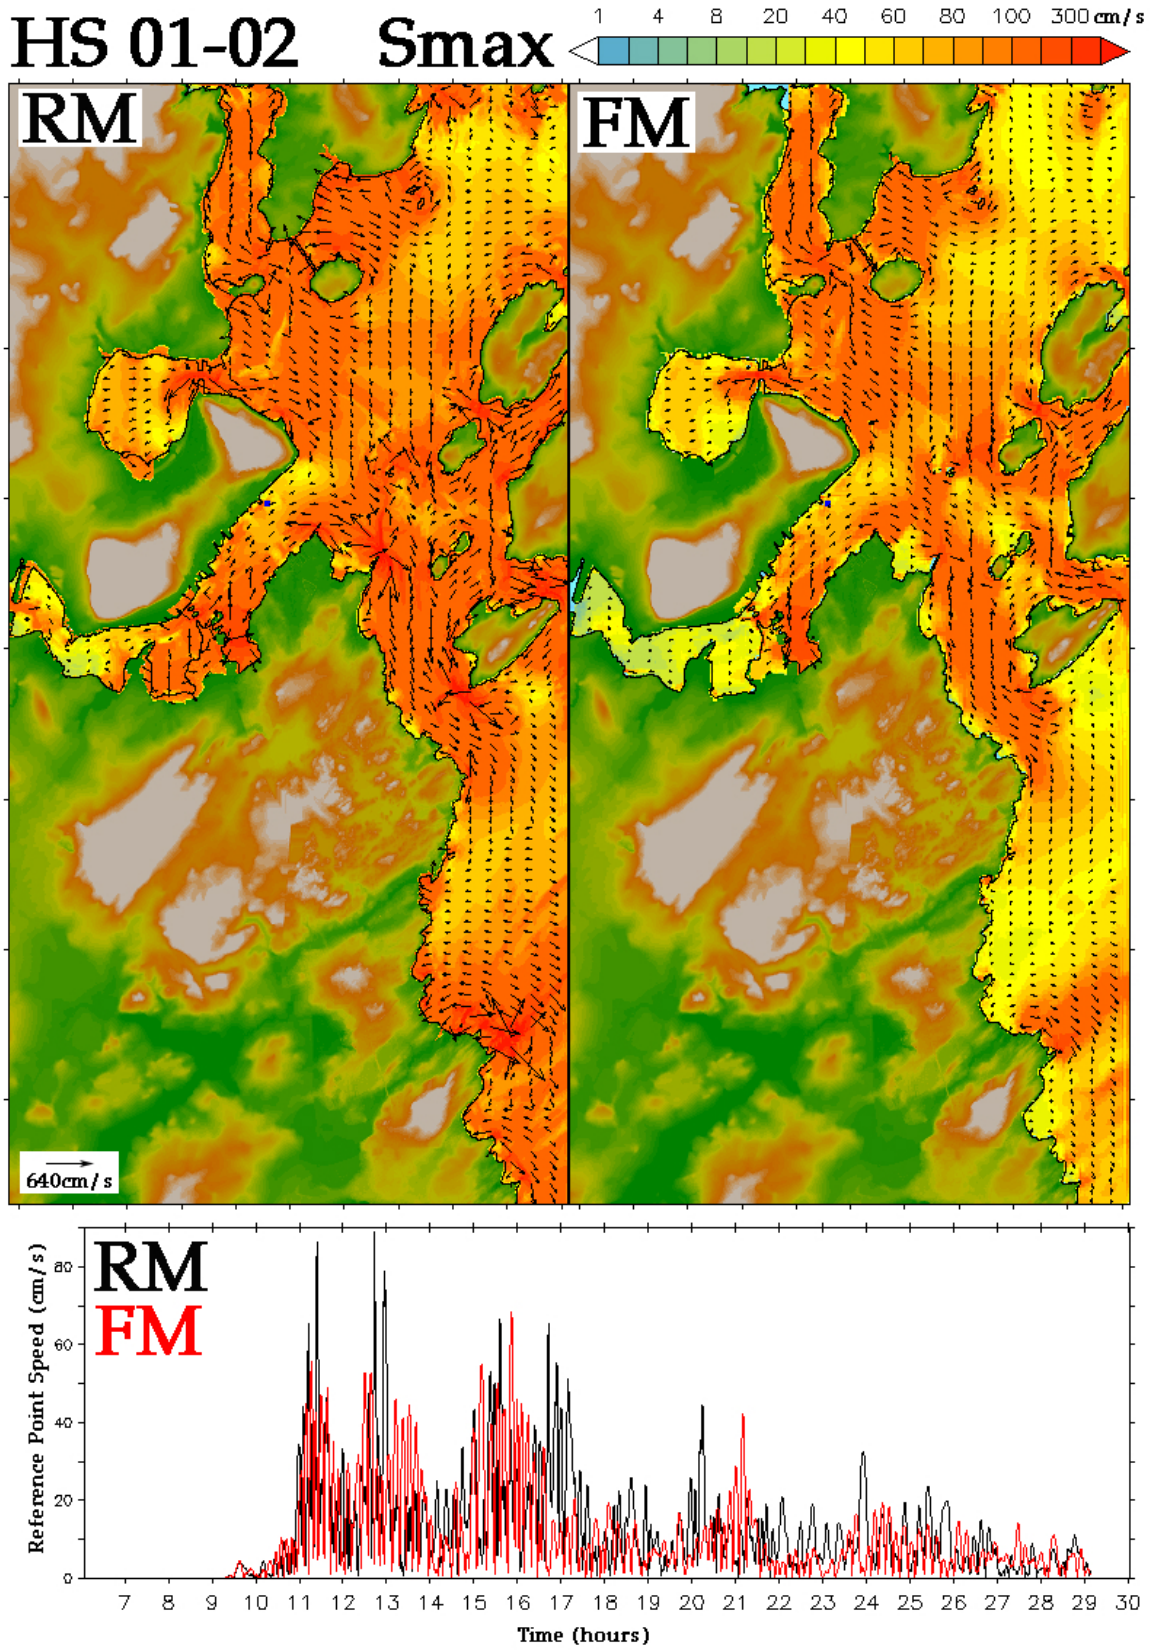 HS 01-02 Smax
1 4 8 20 40 60 80 100 300 cm/s
RM FM
640cm/s
RM
FM
Reference Point Speed (cm/s)
80
60
40
20
0
7 8 9 10 11 12 13 14 15 16 17 18 19 20 21 22 23 24 25 26 27 28 29 30
Time (hours)